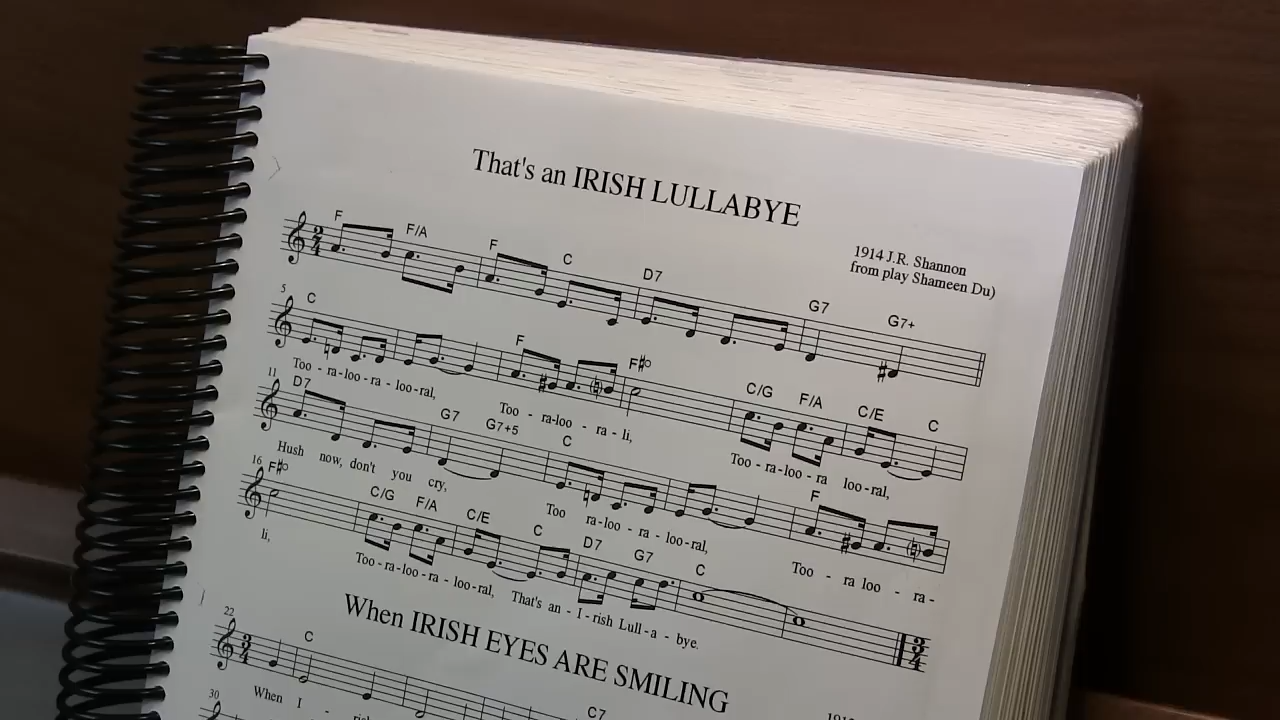 That's an IRISH LULLABYE
1914 J.R. Shannon
from play Shameen Du)
F F/A F C D7 G7 G7+
5 C F F#o C/G F/A C/E C
Too - ra-loo - ra - loo-ral, Too - ra-loo - ra - li, Too - ra-loo - ra loo - ral,
11 D7 G7 G7+5 C F
Hush now, don't you cry, Too ra-loo - ra - loo-ral, Too - ra loo - ra-
16 F#o C/G F/A C/E C D7 G7 C
li, Too - ra-loo - ra - loo-ral, That's an - I - rish Lull - a - bye.
3/4
When IRISH EYES ARE SMILING
22 C C7
When I -
30